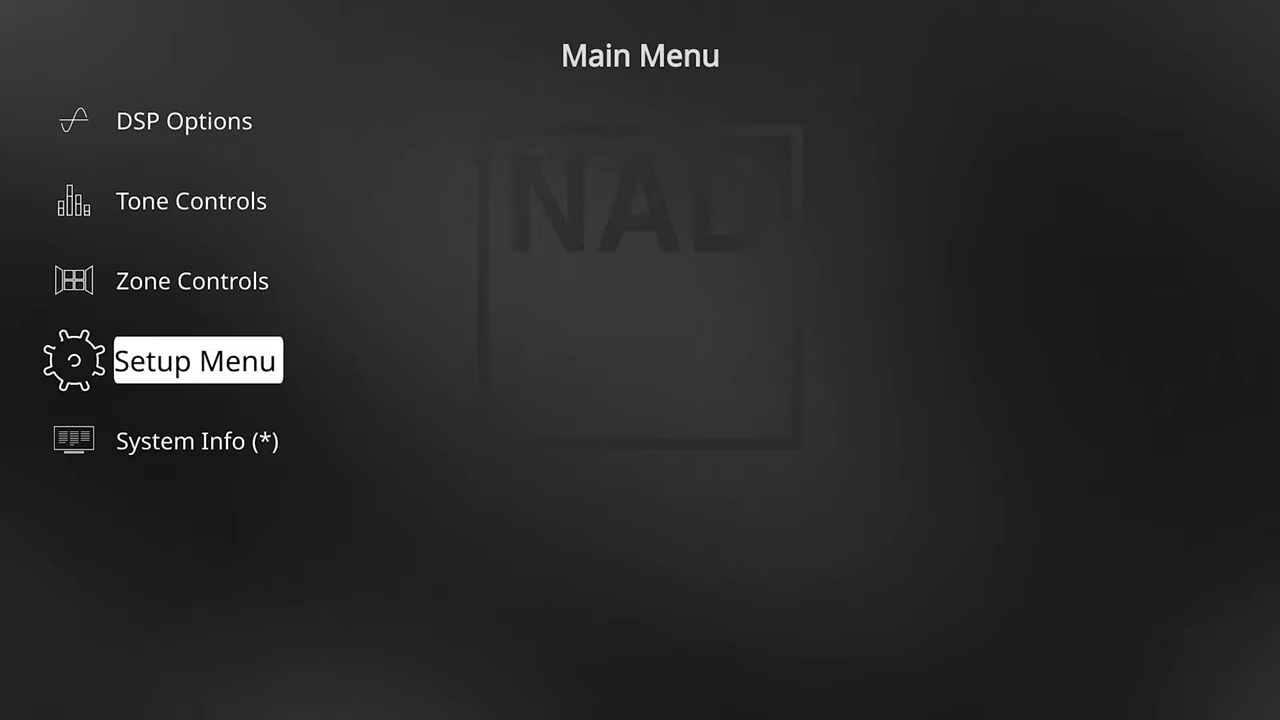 Main Menu
DSP Options
Tone Controls
NAD
Zone Controls
Setup Menu
System Info (*)